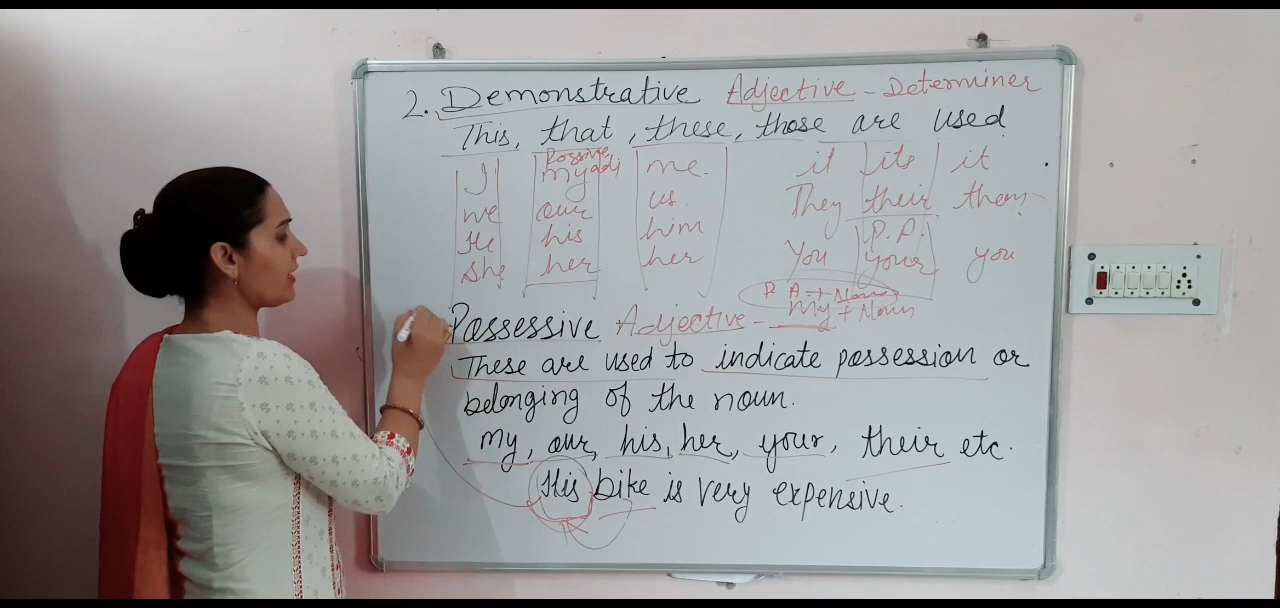 2. Demonstrative Adjective - Determiner
This, that, these, those are used
Possive
I my adj me. it its it
we our us. They their them
He his him P.P.
she her her You your you
P A. + Noun
My + Noun
Possessive Adjective -
These are used to indicate possession or
belonging of the noun.
My, our, his, her, your, their etc.
His bike is very expensive.